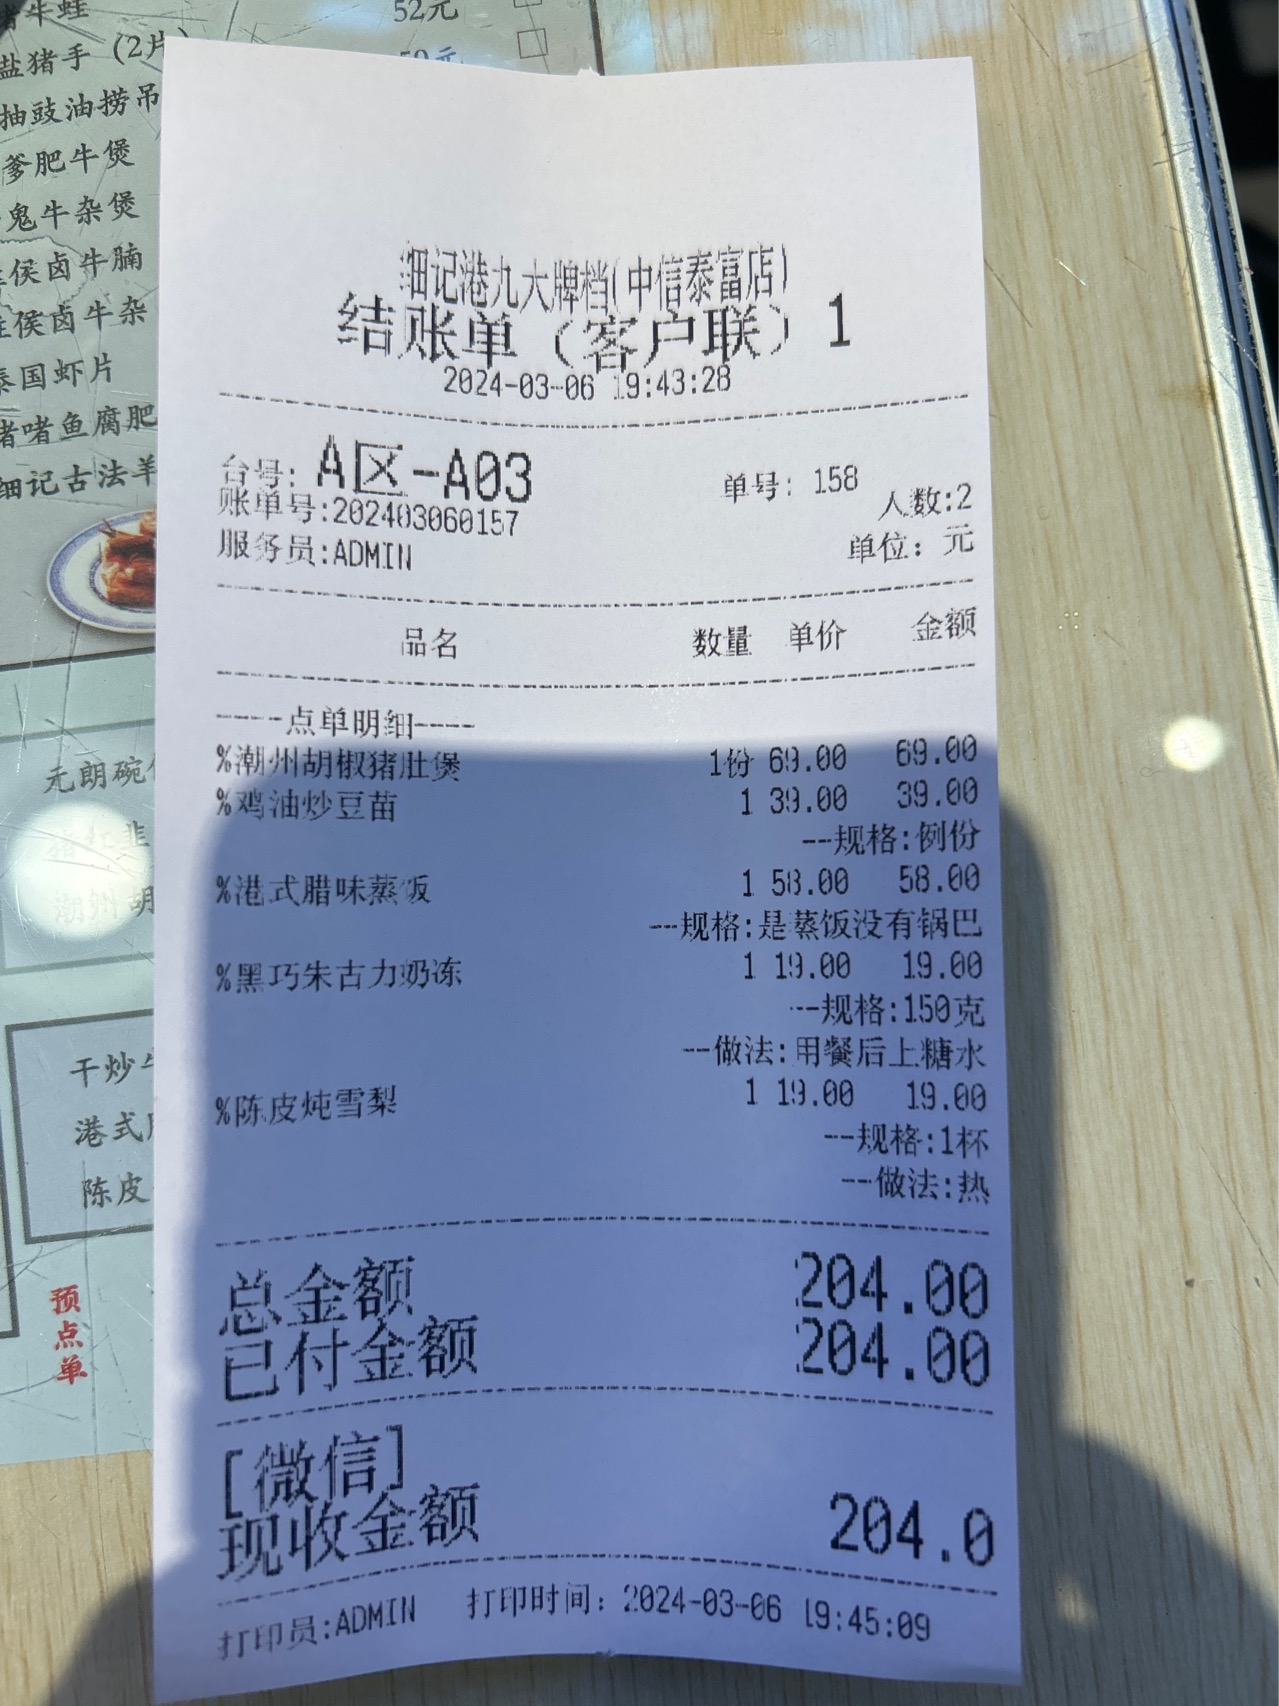 牛蛙 52元
盐猪手（2片）
抽豉油捞吊
爹肥牛煲
鬼牛杂煲
侯卤牛腩
侯卤牛杂
泰国虾片
啫啫鱼腐肥
细记古法羊
元朗碗仔
潮州胡
干炒牛
港式
陈皮
预点单
细记港九大牌档(中信泰富店)
结账单（客户联）1
2024-03-06 19:43:28
台号: A区-A03 单号: 158
账单号:202403060157 人数:2
服务员:ADMIN 单位: 元
品名 数量 单价 金额
-----点单明细-----
%潮州胡椒猪肚煲 1份 69.00 69.00
%鸡油炒豆苗 1 39.00 39.00
--规格:例份
%港式腊味蒸饭 1 58.00 58.00
--规格:是蒸饭没有锅巴
%黑巧朱古力奶冻 1 19.00 19.00
--规格:150克
--做法:用餐后上糖水
%陈皮炖雪梨 1 19.00 19.00
--规格:1杯
--做法:热
总金额 204.00
已付金额 204.00
[微信]
现收金额 204.0
打印员:ADMIN 打印时间: 2024-03-06 19:45:09